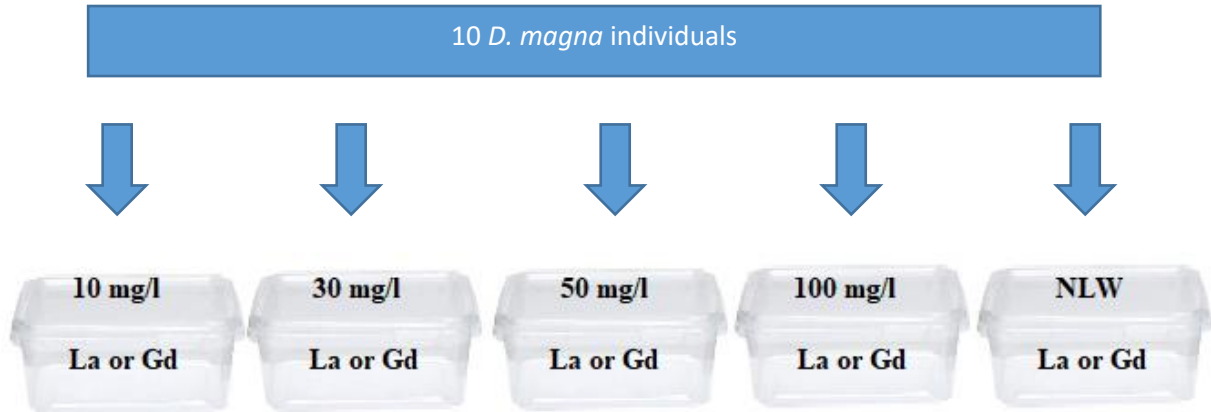 10 D. magna individuals
10 mg/l
30 mg/l
50 mg/l
100 mg/l
NLW
La or Gd
La or Gd
La or Gd
La or Gd
La or Gd